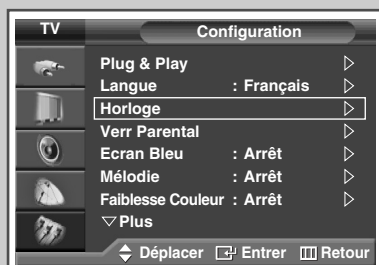 TV Configuration
Plug & Play
Langue : Français
Horloge
Verr Parental
Ecran Bleu : Arrêt
Mélodie : Arrêt
Faiblesse Couleur : Arrêt
Plus
Déplacer Entrer Retour